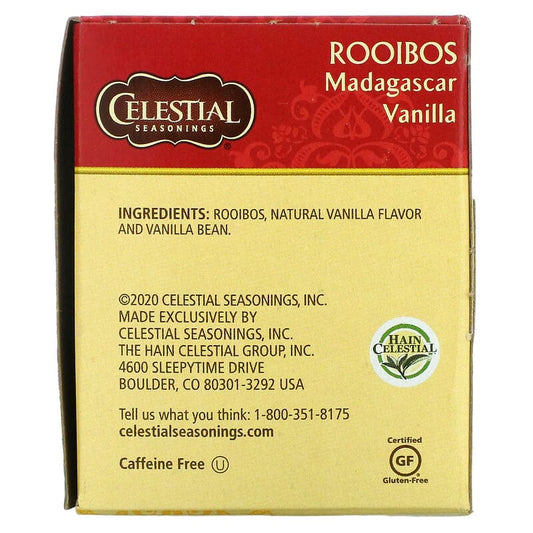 ROOIBOS
Madagascar
Vanilla
CELESTIAL
SEASONINGS®
INGREDIENTS: ROOIBOS, NATURAL VANILLA FLAVOR
AND VANILLA BEAN.
©2020 CELESTIAL SEASONINGS, INC.
MADE EXCLUSIVELY BY
CELESTIAL SEASONINGS, INC.
THE HAIN CELESTIAL GROUP, INC.
4600 SLEEPYTIME DRIVE
BOULDER, CO 80301-3292 USA
HAIN
CELESTIAL
Tell us what you think: 1-800-351-8175
celestialseasonings.com
Caffeine Free Ⓤ
Certified
GF
Gluten-Free